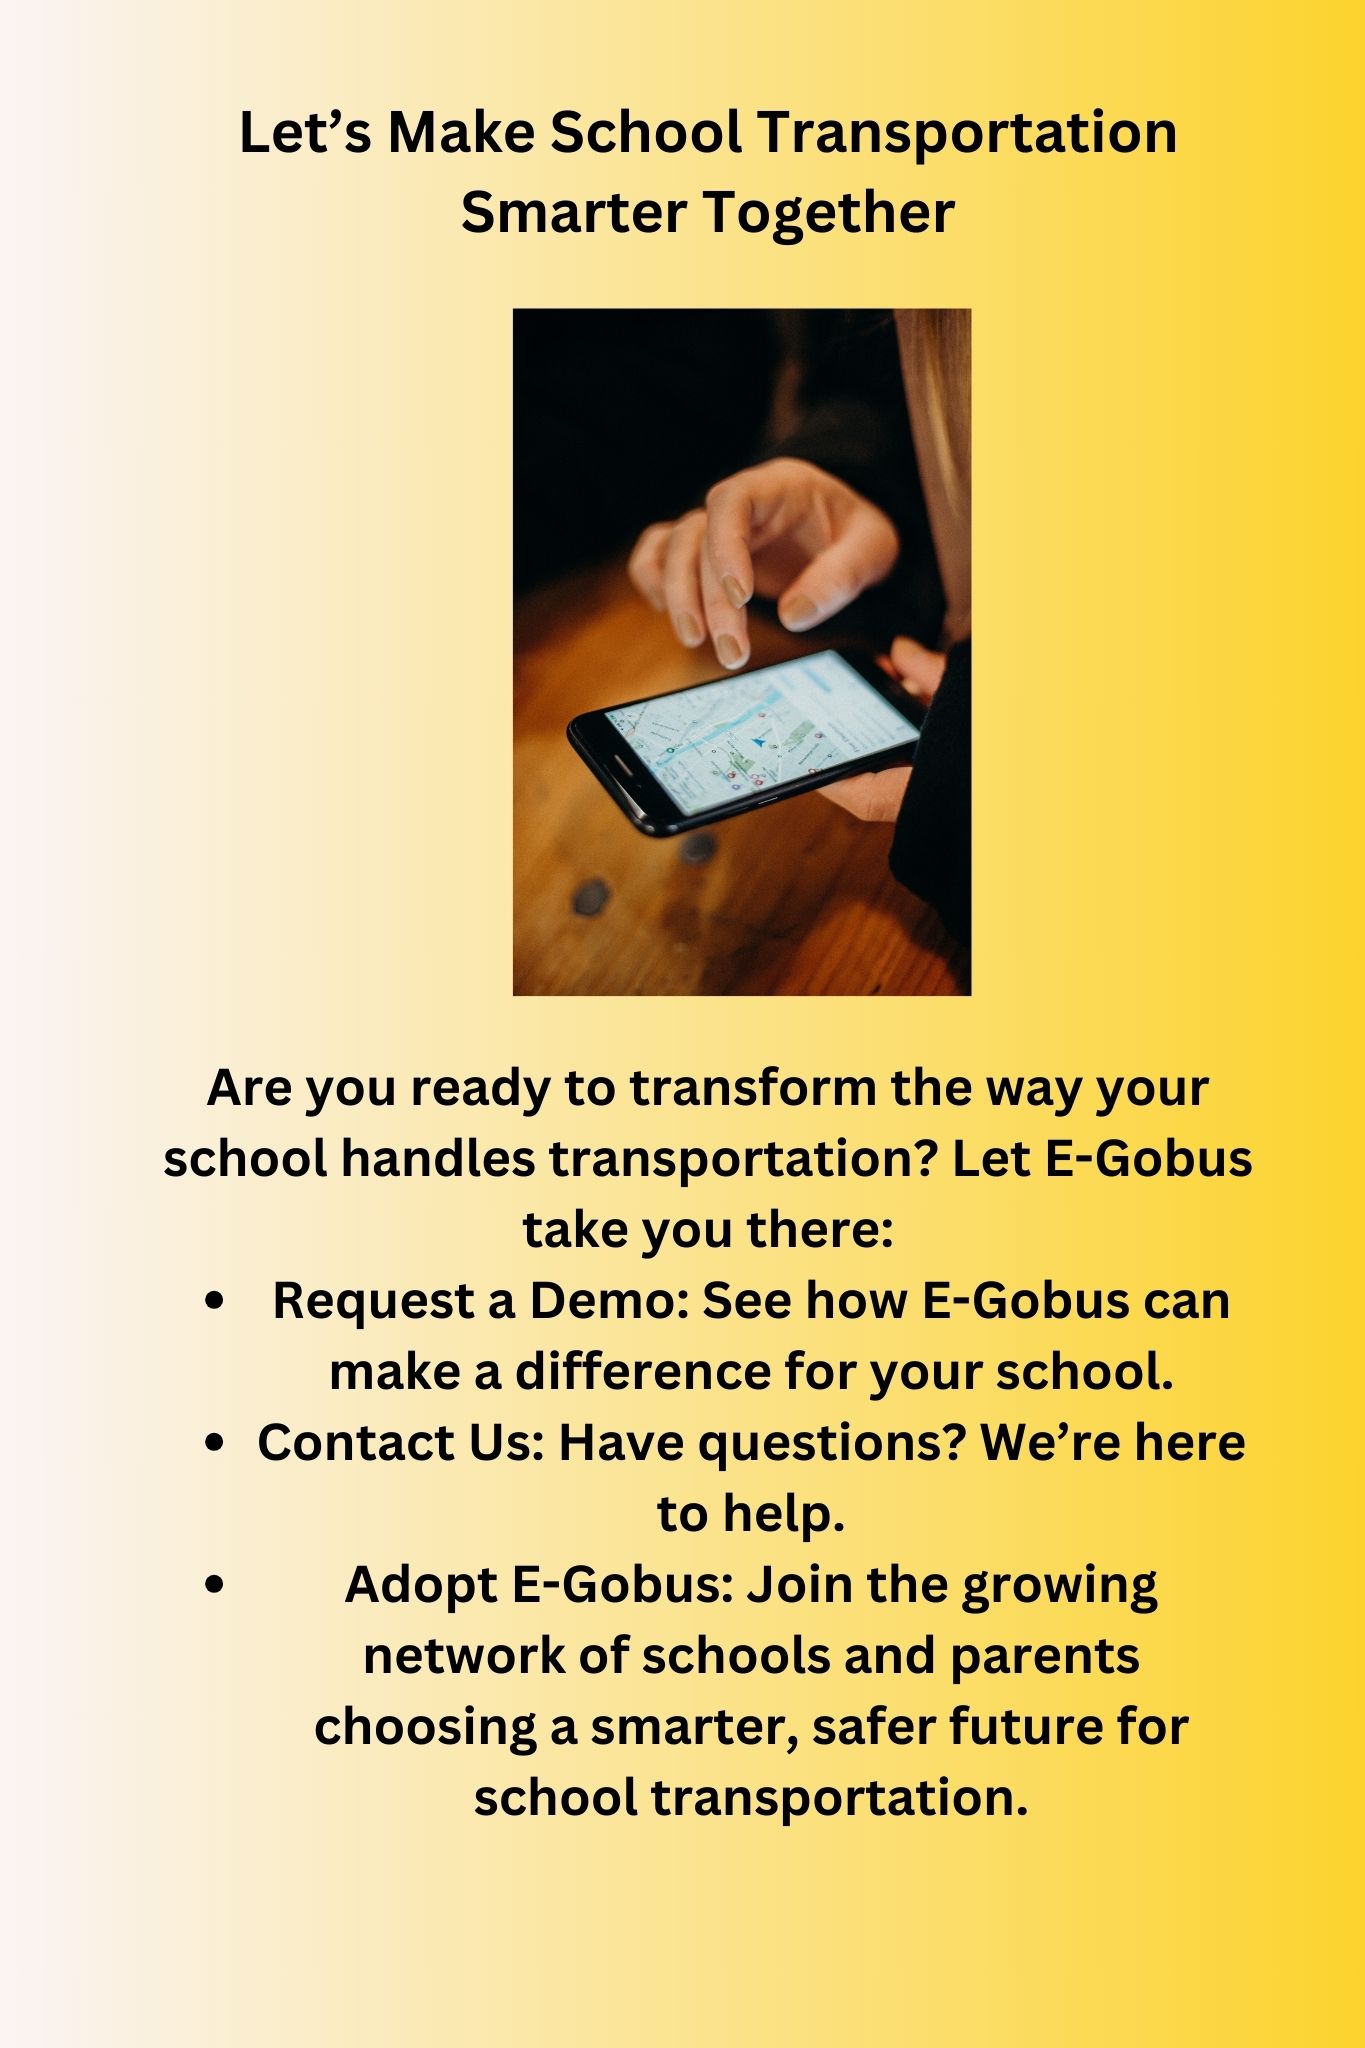 Let’s Make School Transportation
Smarter Together
Are you ready to transform the way your
school handles transportation? Let E-Gobus
take you there:
• Request a Demo: See how E-Gobus can
make a difference for your school.
• Contact Us: Have questions? We’re here
to help.
• Adopt E-Gobus: Join the growing
network of schools and parents
choosing a smarter, safer future for
school transportation.